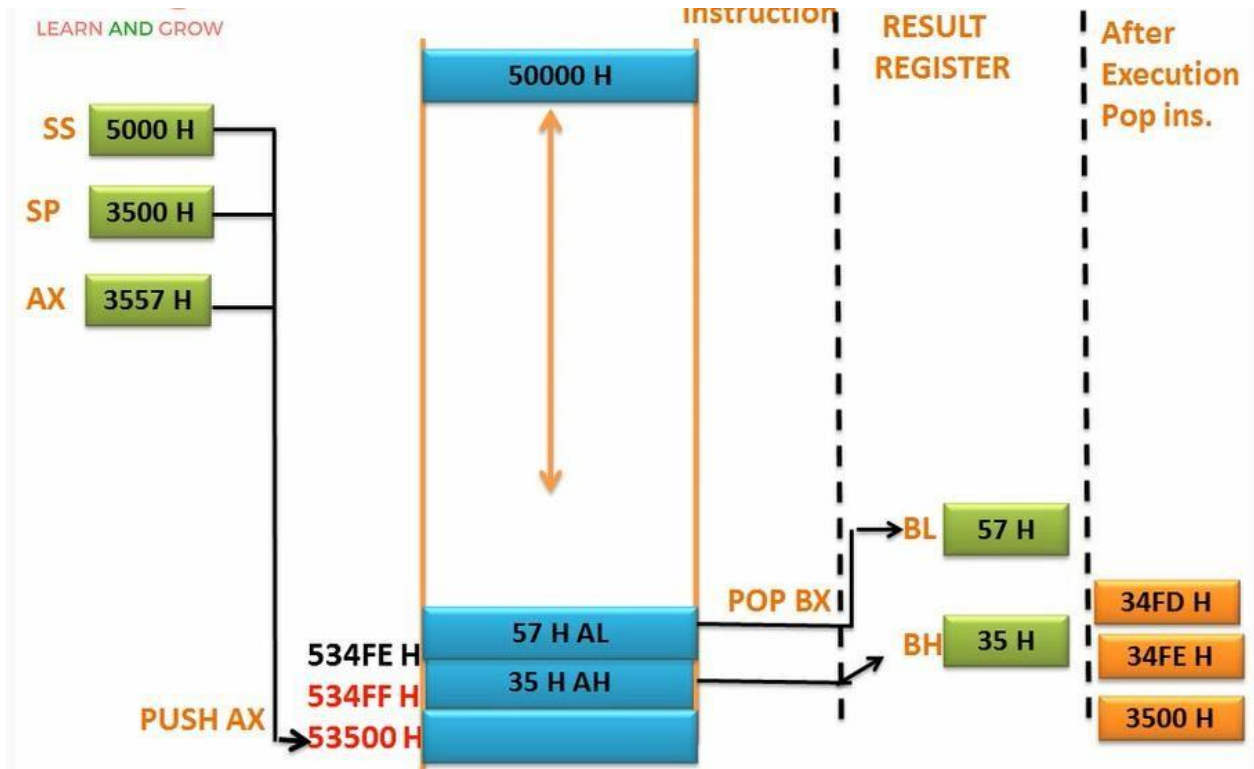 LEARN AND GROW
Instruction
RESULT
REGISTER
After
Execution
Pop ins.
50000 H
SS 5000 H
SP 3500 H
AX 3557 H
BL 57 H
POP BX
34FD H
57 H AL
534FE H
BH 35 H
34FE H
35 H AH
534FF H
PUSH AX
53500 H
3500 H